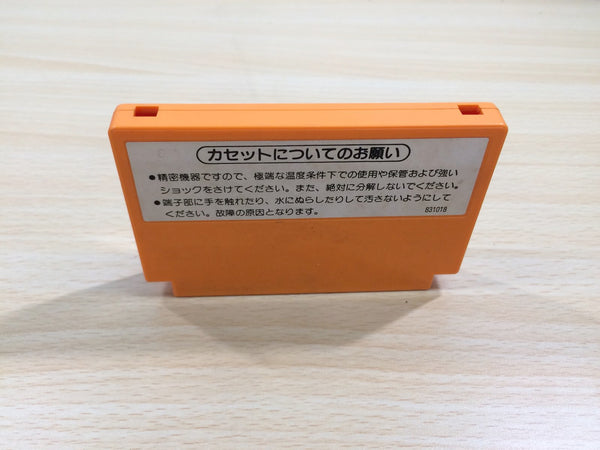 カセットについてのお願い
●精密機器ですので、極端な温度条件下での使用や保管および強い
ショックをさけてください。また、絶対に分解しないでください。
●端子部に手を触れたり、水にぬらしたりして汚さないようにして
ください。故障の原因となります。
831018